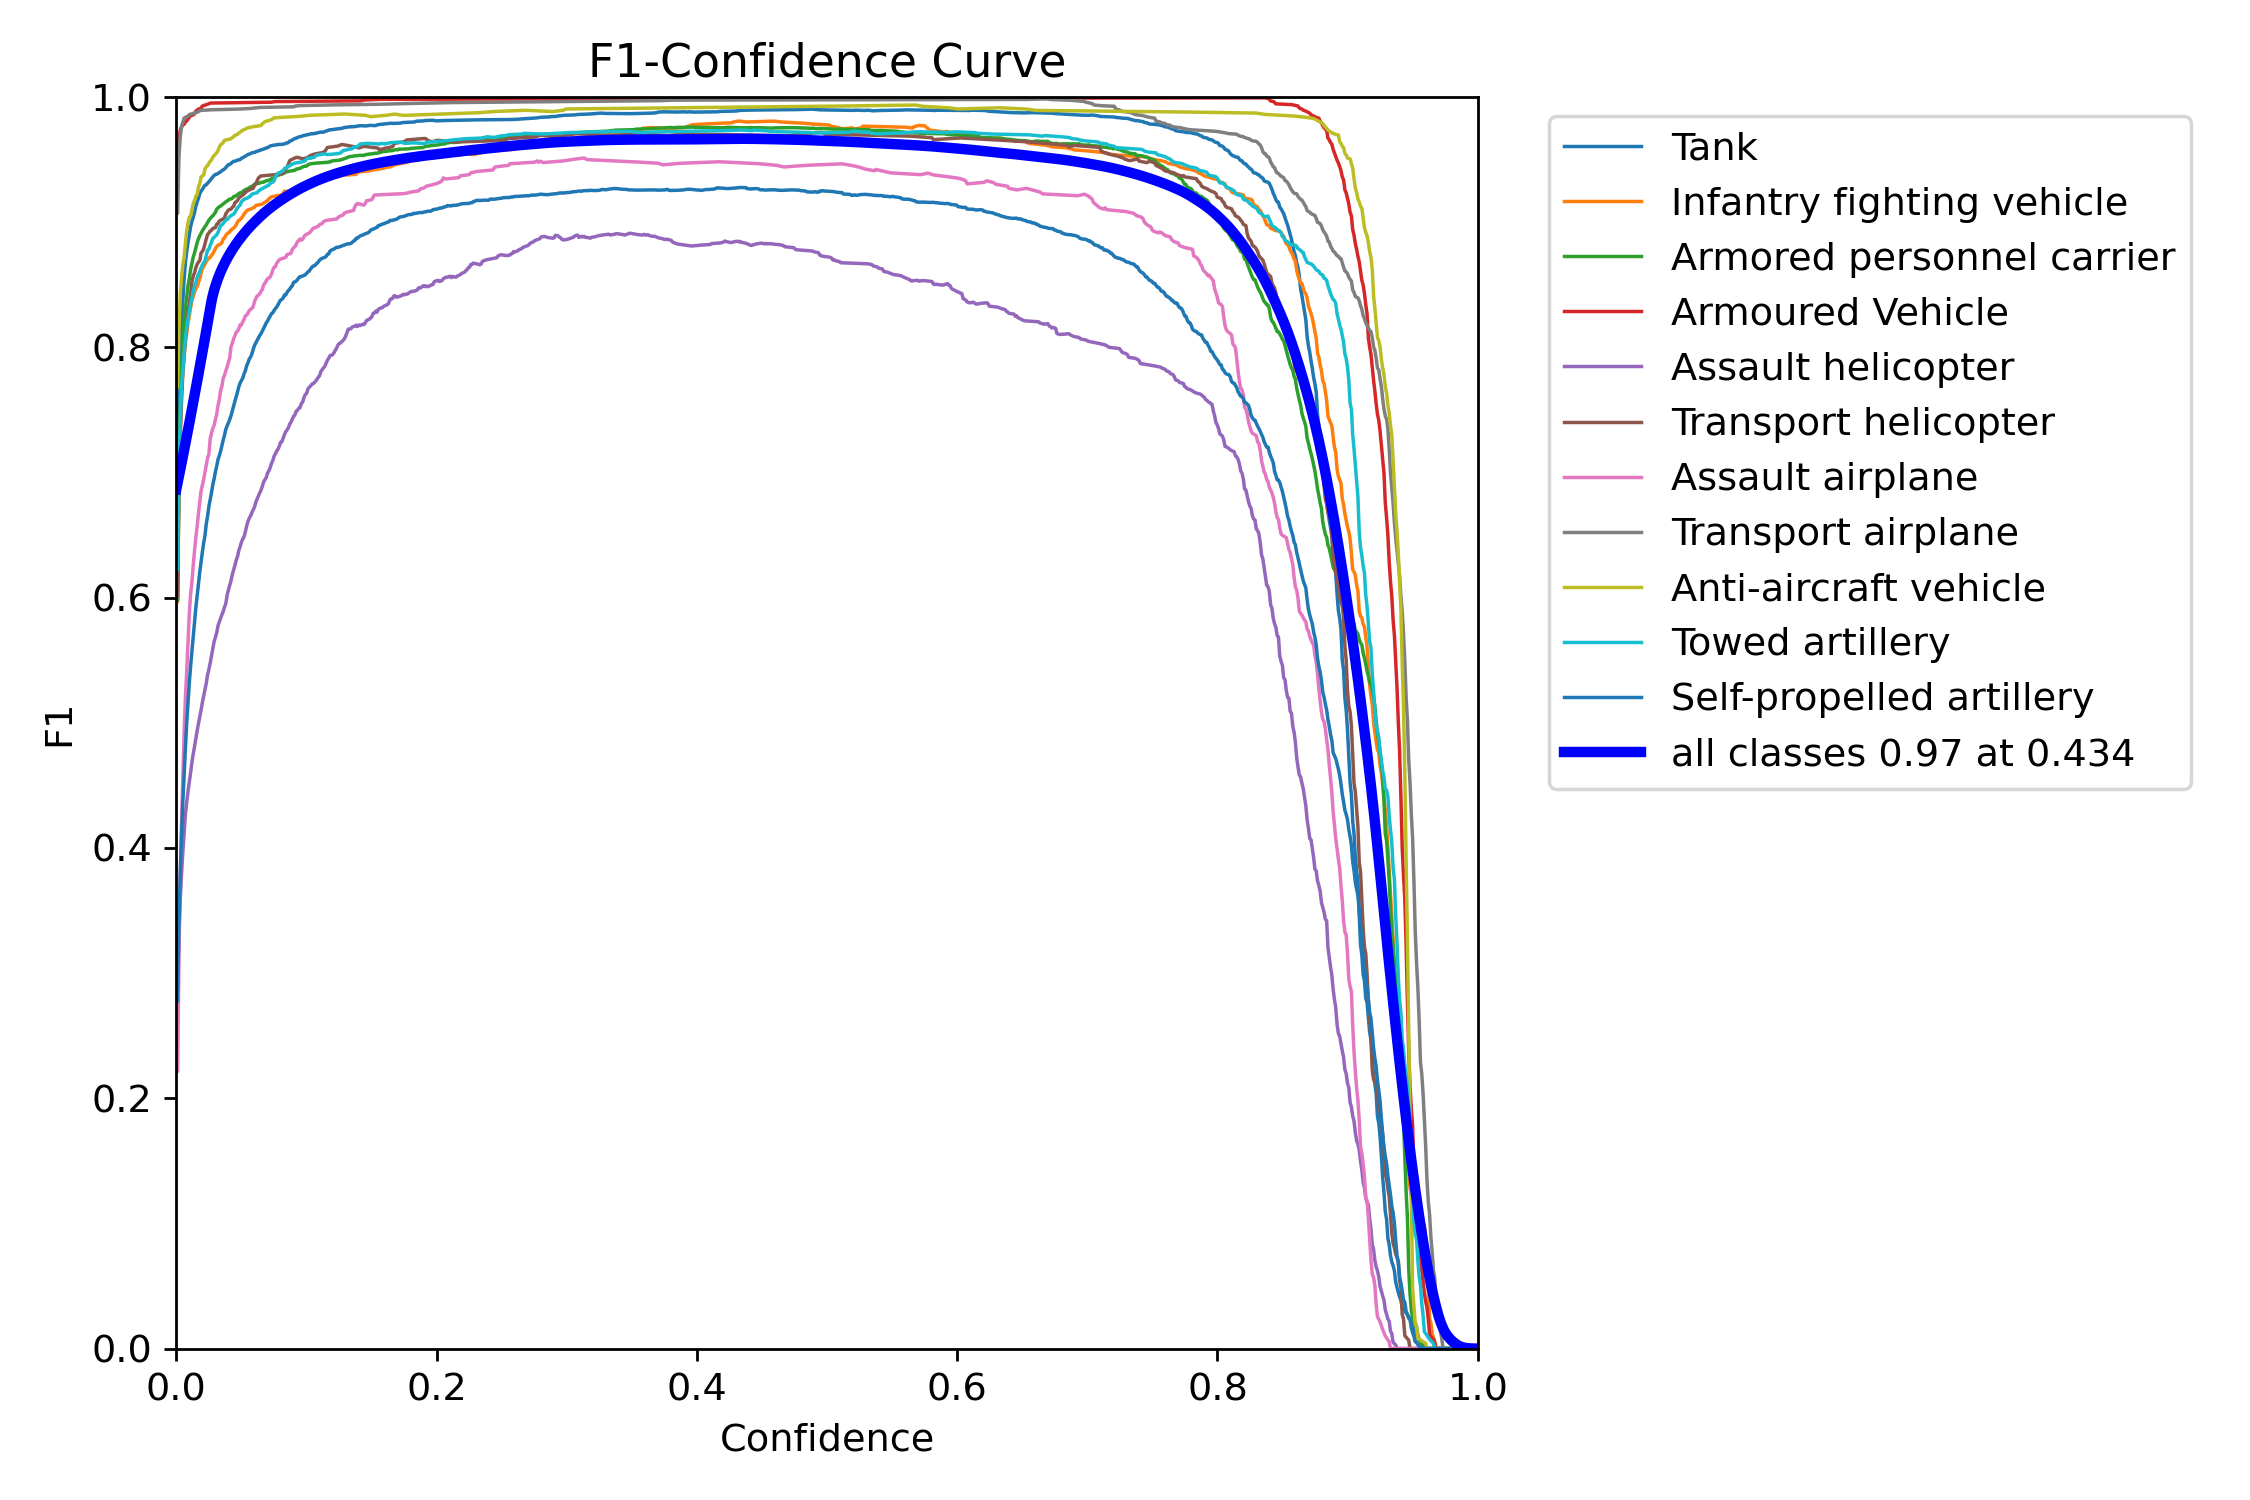 F1-Confidence Curve
1.0
0.8
0.6
0.4
0.2
0.0
F1
0.0 0.2 0.4 0.6 0.8 1.0
Confidence
Tank
Infantry fighting vehicle
Armored personnel carrier
Armoured Vehicle
Assault helicopter
Transport helicopter
Assault airplane
Transport airplane
Anti-aircraft vehicle
Towed artillery
Self-propelled artillery
all classes 0.97 at 0.434